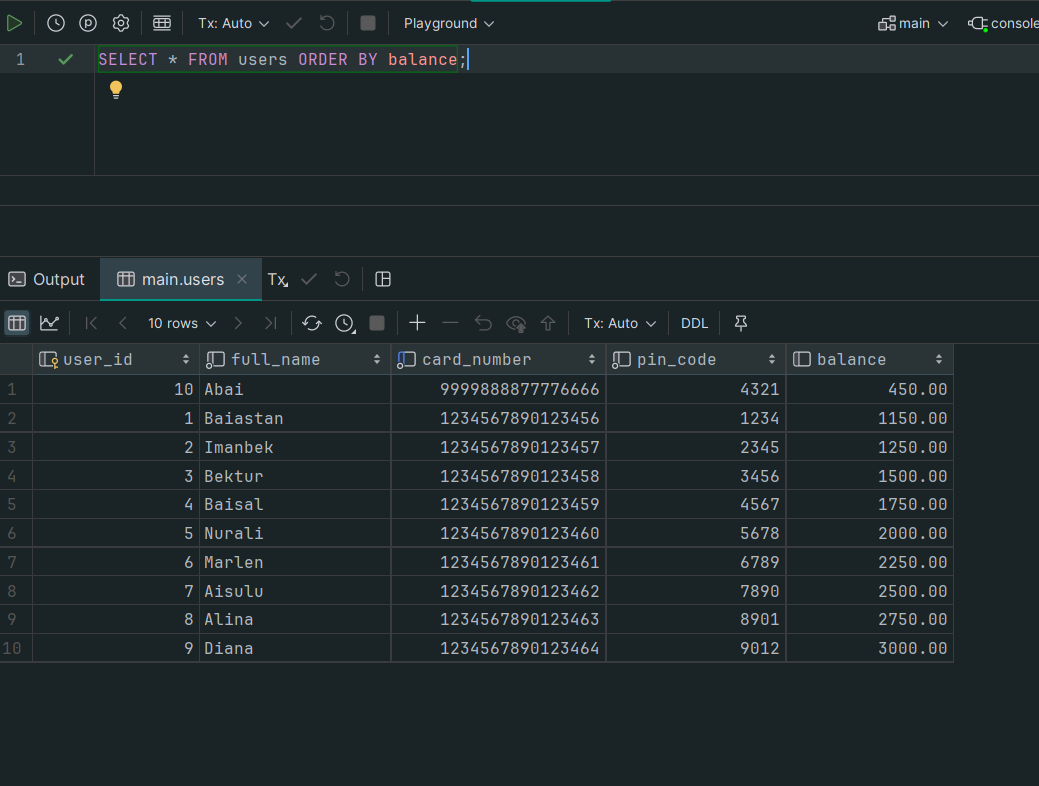 Tx: Auto Playground main console
1 SELECT * FROM users ORDER BY balance;
Output main.users Tx
10 rows Tx: Auto DDL
user_id full_name card_number pin_code balance
1 10 Abai 9999888877776666 4321 450.00
2 1 Baiastan 1234567890123456 1234 1150.00
3 2 Imanbek 1234567890123457 2345 1250.00
4 3 Bektur 1234567890123458 3456 1500.00
5 4 Baisal 1234567890123459 4567 1750.00
6 5 Nurali 1234567890123460 5678 2000.00
7 6 Marlen 1234567890123461 6789 2250.00
8 7 Aisulu 1234567890123462 7890 2500.00
9 8 Alina 1234567890123463 8901 2750.00
10 9 Diana 1234567890123464 9012 3000.00